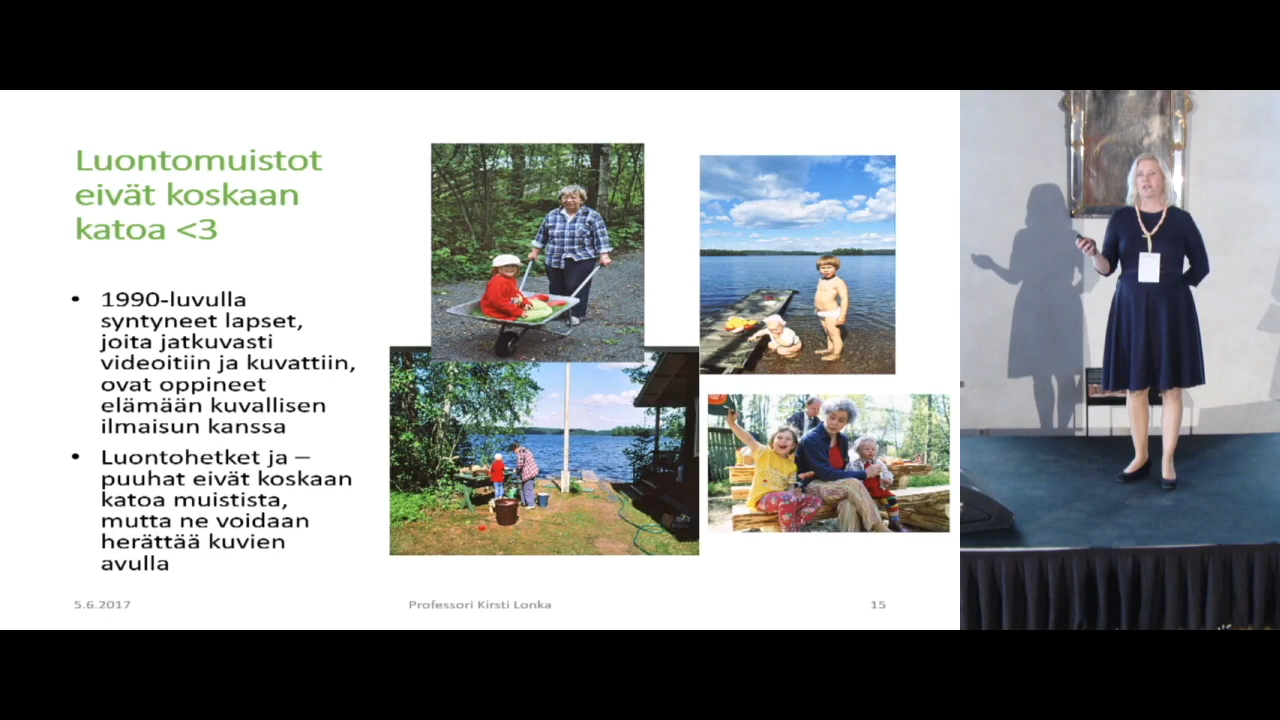 Luontomuistot
eivät koskaan
katoa <3
• 1990-luvulla
syntyneet lapset,
joita jatkuvasti
videoitiin ja kuvattiin,
ovat oppineet
elämään kuvallisen
ilmaisun kanssa
• Luontohetket ja –
puuhat eivät koskaan
katoa muistista,
mutta ne voidaan
herättää kuvien
avulla
5.6.2017
Professori Kirsti Lonka
15